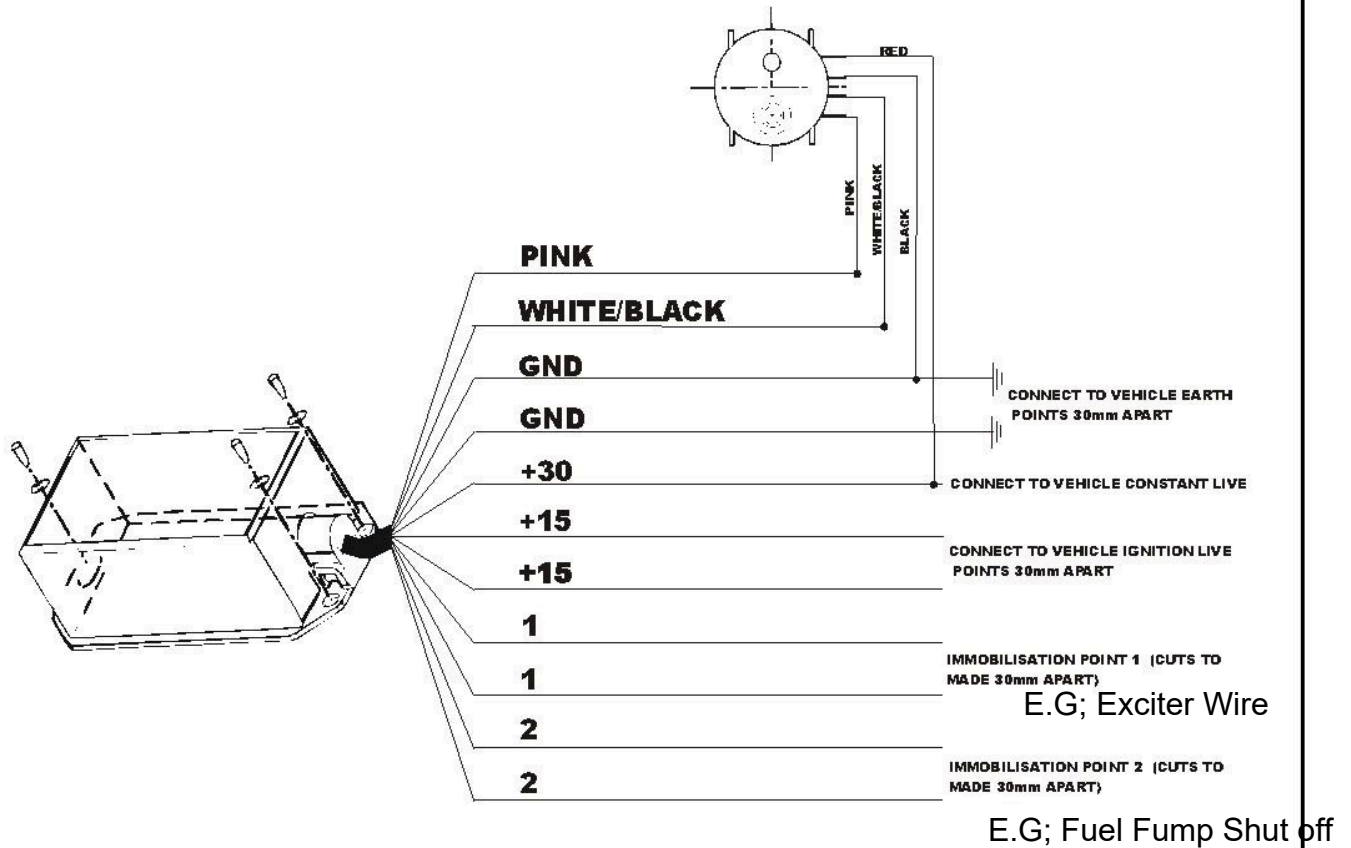 RED
PINK
WHITE/BLACK
BLACK
PINK
WHITE/BLACK
GND
GND
CONNECT TO VEHICLE EARTH
POINTS 30mm APART
+30
CONNECT TO VEHICLE CONSTANT LIVE
+15
+15
CONNECT TO VEHICLE IGNITION LIVE
POINTS 30mm APART
1
1
IMMOBILISATION POINT 1 (CUTS TO
MADE 30mm APART)
E.G; Exciter Wire
2
2
IMMOBILISATION POINT 2 (CUTS TO
MADE 30mm APART)
E.G; Fuel Fump Shut off